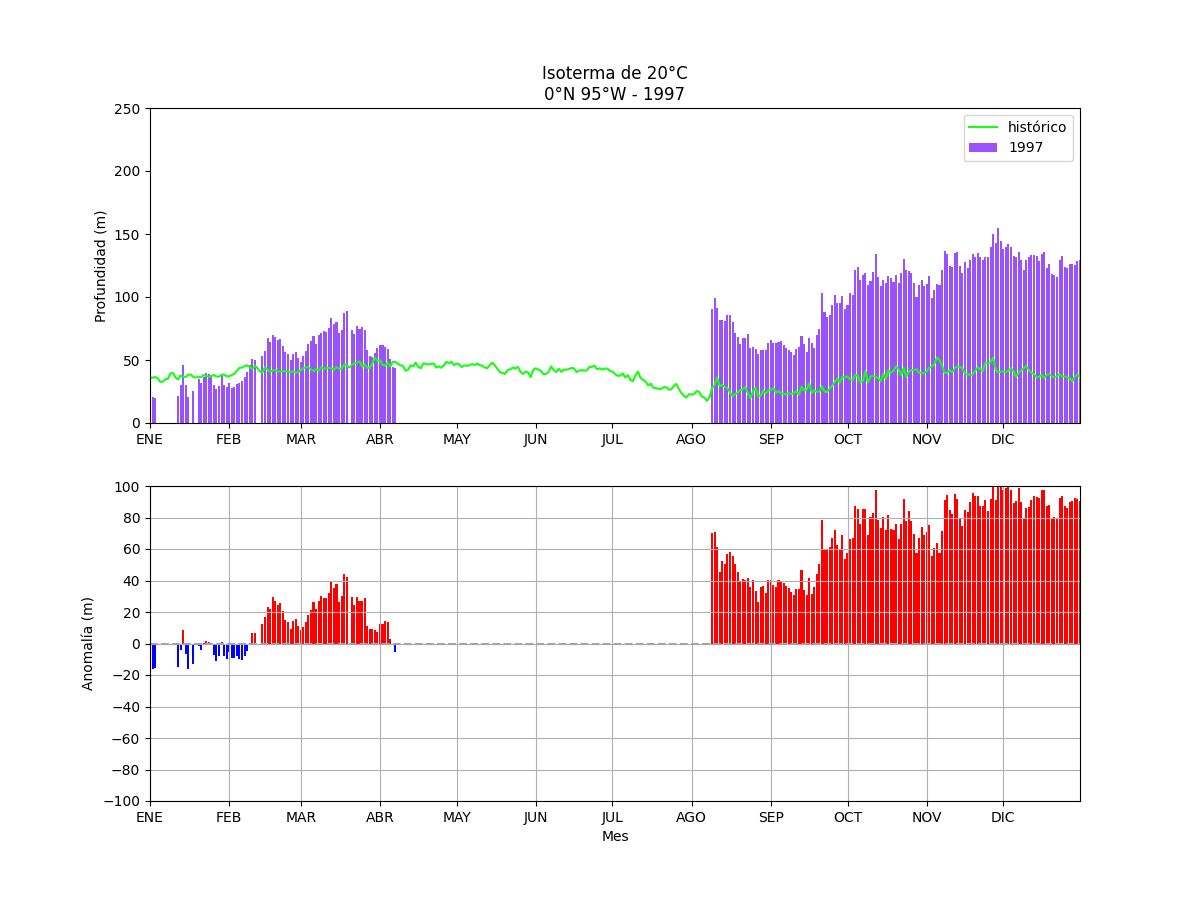 Isoterma de 20°C
0°N 95°W - 1997
250
200
150
100
50
0
Profundidad (m)
histórico
1997
ENE FEB MAR ABR MAY JUN JUL AGO SEP OCT NOV DIC
100
80
60
40
20
0
−20
−40
−60
−80
−100
Anomalía (m)
ENE FEB MAR ABR MAY JUN JUL AGO SEP OCT NOV DIC
Mes